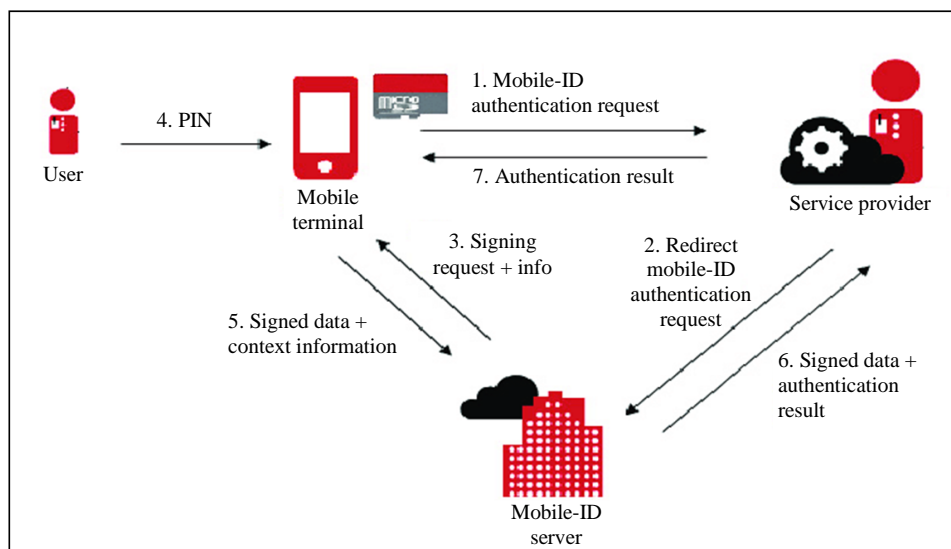 1. Mobile-ID
authentication request
4. PIN
User
Mobile
terminal
7. Authentication result
Service provider
3. Signing
request + info
2. Redirect
mobile-ID
authentication
request
5. Signed data +
context information
6. Signed data +
authentication
result
Mobile-ID
server